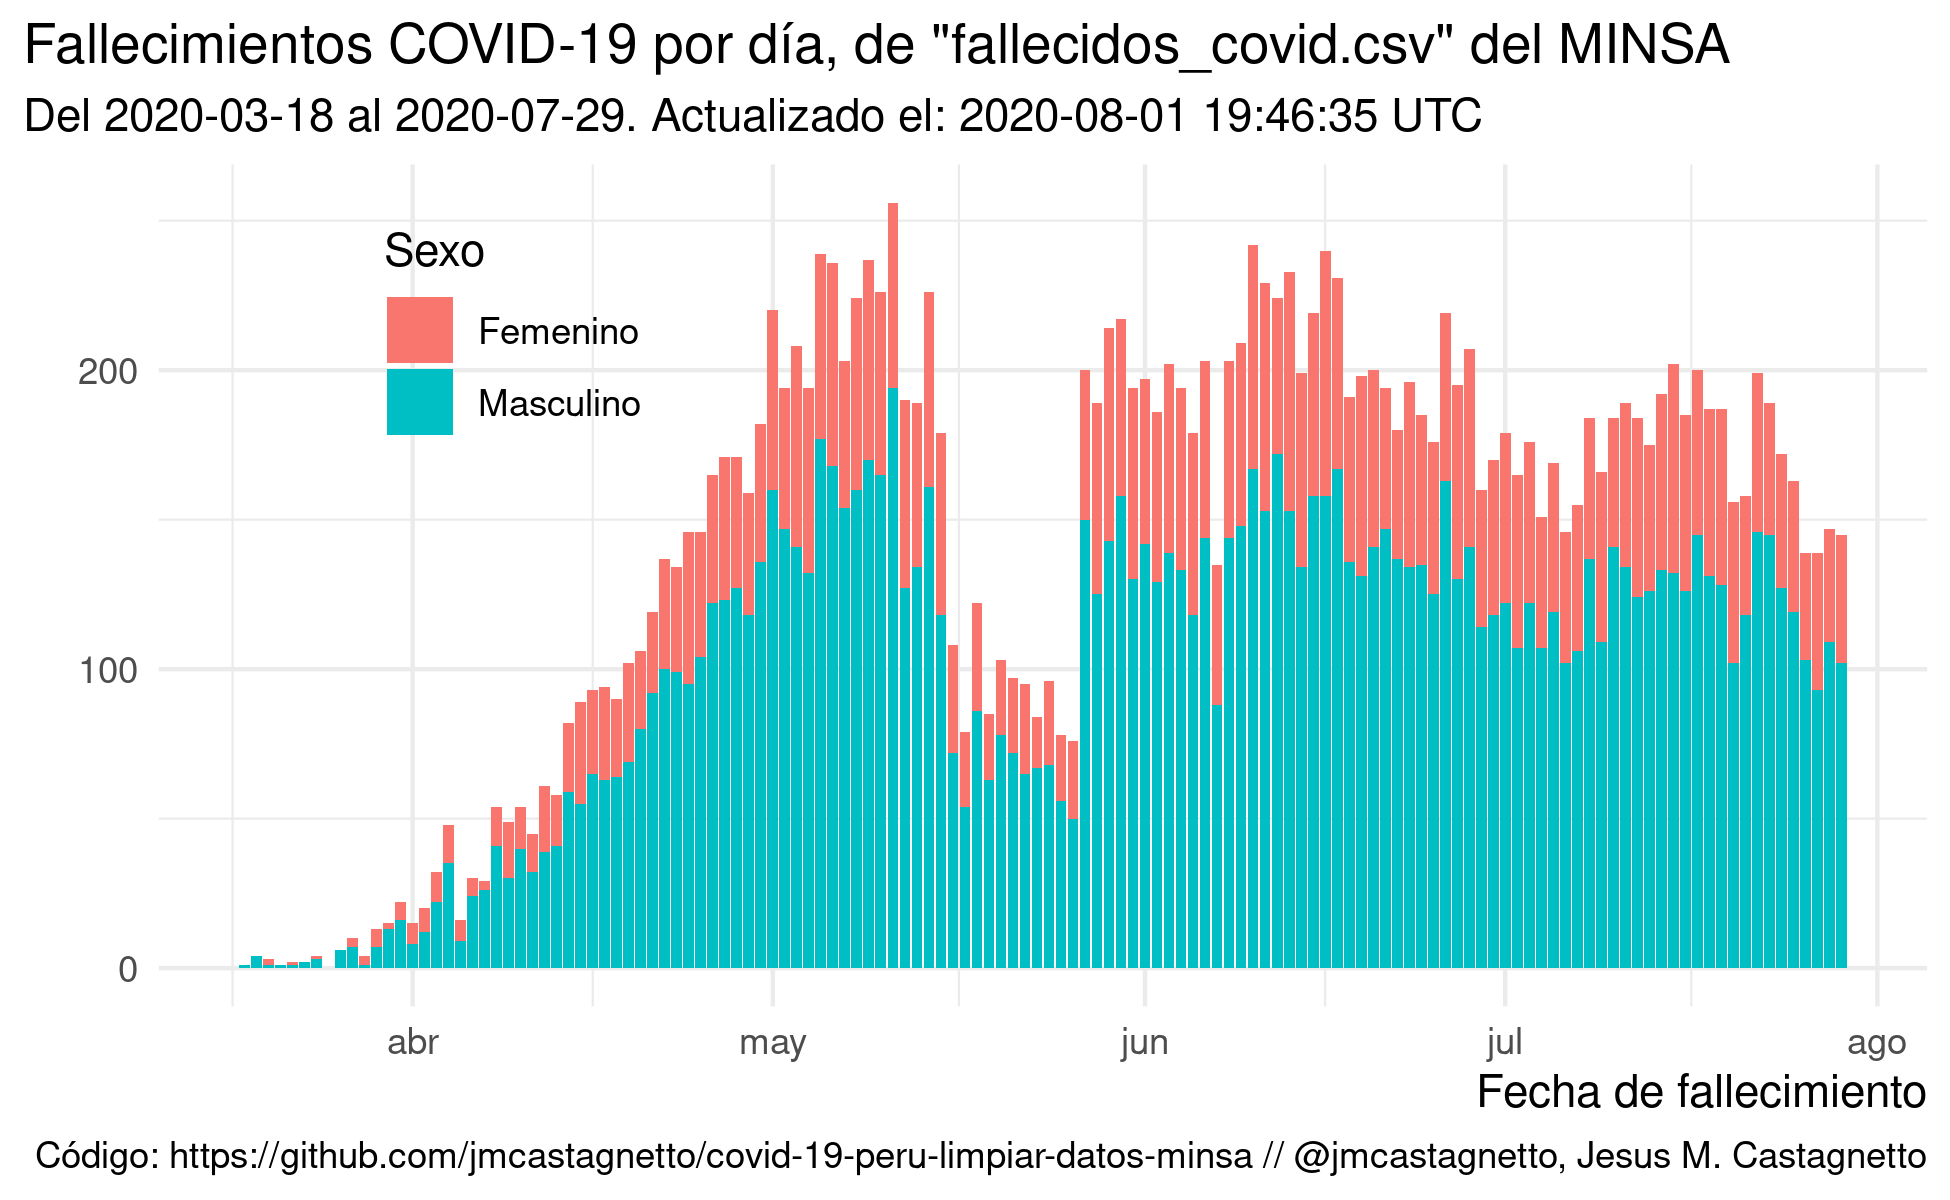 Fallecimientos COVID-19 por día, de "fallecidos_covid.csv" del MINSA
Del 2020-03-18 al 2020-07-29. Actualizado el: 2020-08-01 19:46:35 UTC
Sexo
Femenino
Masculino
200
100
0
abr may jun jul ago
Fecha de fallecimiento
Código: https://github.com/jmcastagnetto/covid-19-peru-limpiar-datos-minsa // @jmcastagnetto, Jesus M. Castagnetto